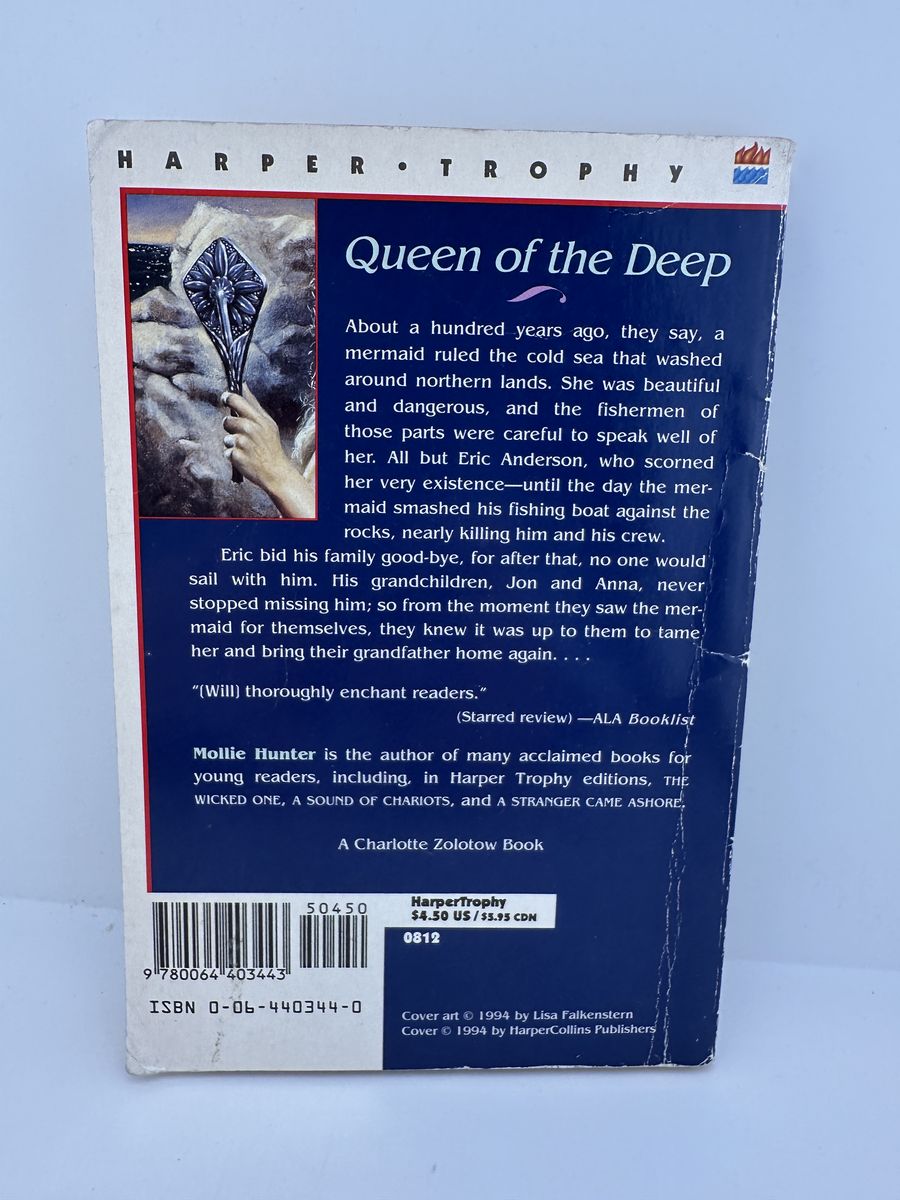 HARPER • TROPHY
Queen of the Deep
About a hundred years ago, they say, a
mermaid ruled the cold sea that washed
around northern lands. She was beautiful
and dangerous, and the fishermen of
those parts were careful to speak well of
her. All but Eric Anderson, who scorned
her very existence—until the day the mer-
maid smashed his fishing boat against the
rocks, nearly killing him and his crew.
Eric bid his family good-bye, for after that, no one would
sail with him. His grandchildren, Jon and Anna, never
stopped missing him; so from the moment they saw the mer-
maid for themselves, they knew it was up to them to tame
her and bring their grandfather home again. . . .
“[Will] thoroughly enchant readers.”
(Starred review) —ALA Booklist
Mollie Hunter is the author of many acclaimed books for
young readers, including, in Harper Trophy editions, THE
WICKED ONE, A SOUND OF CHARIOTS, and A STRANGER CAME ASHORE.
A Charlotte Zolotow Book
50450
9 780064 403443
ISBN 0-06-440344-0
HarperTrophy
$4.50 US / $5.95 CDN
0812
Cover art © 1994 by Lisa Falkenstern
Cover © 1994 by HarperCollins Publishers